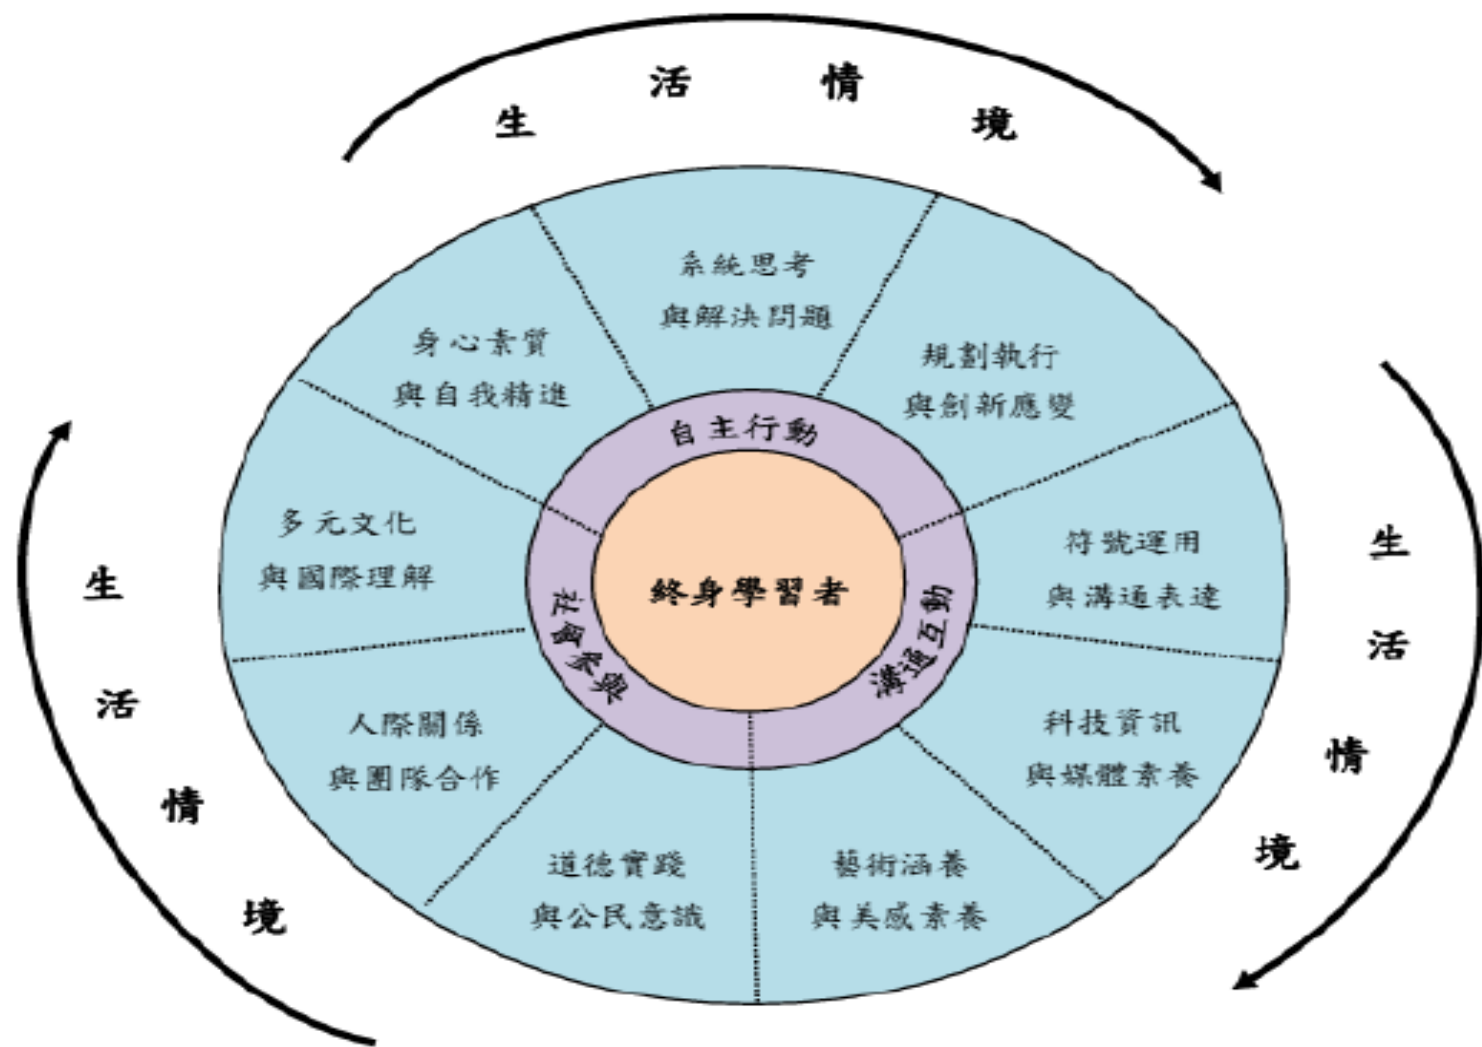 生活情境
系統思考
與解決問題
規劃執行
與創新應變
符號運用
與溝通表達
科技資訊
與媒體素養
藝術涵養
與美感素養
道德實踐
與公民意識
人際關係
與團隊合作
多元文化
與國際理解
身心素質
與自我精進
自主行動
溝通互動
社會參與
終身學習者
生活情境
生活情境